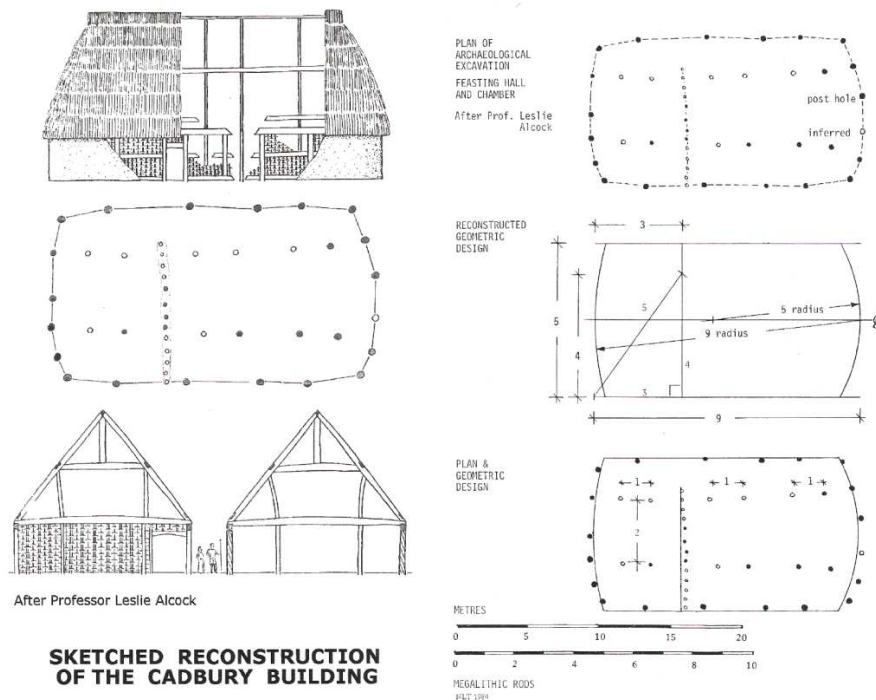 After Professor Leslie Alcock
SKETCHED RECONSTRUCTION
OF THE CADBURY BUILDING
PLAN OF
ARCHAEOLOGICAL
EXCAVATION
FEASTING HALL
AND CHAMBER
After Prof. Leslie
Alcock
post hole
inferred
RECONSTRUCTED
GEOMETRIC
DESIGN
3
5
4
5
5 radius
9 radius
4
3
9
PLAN &
GEOMETRIC
DESIGN
1
1
1
2
METRES
0 5 10 15 20
0 2 4 6 8 10
MEGALITHIC RODS
1984